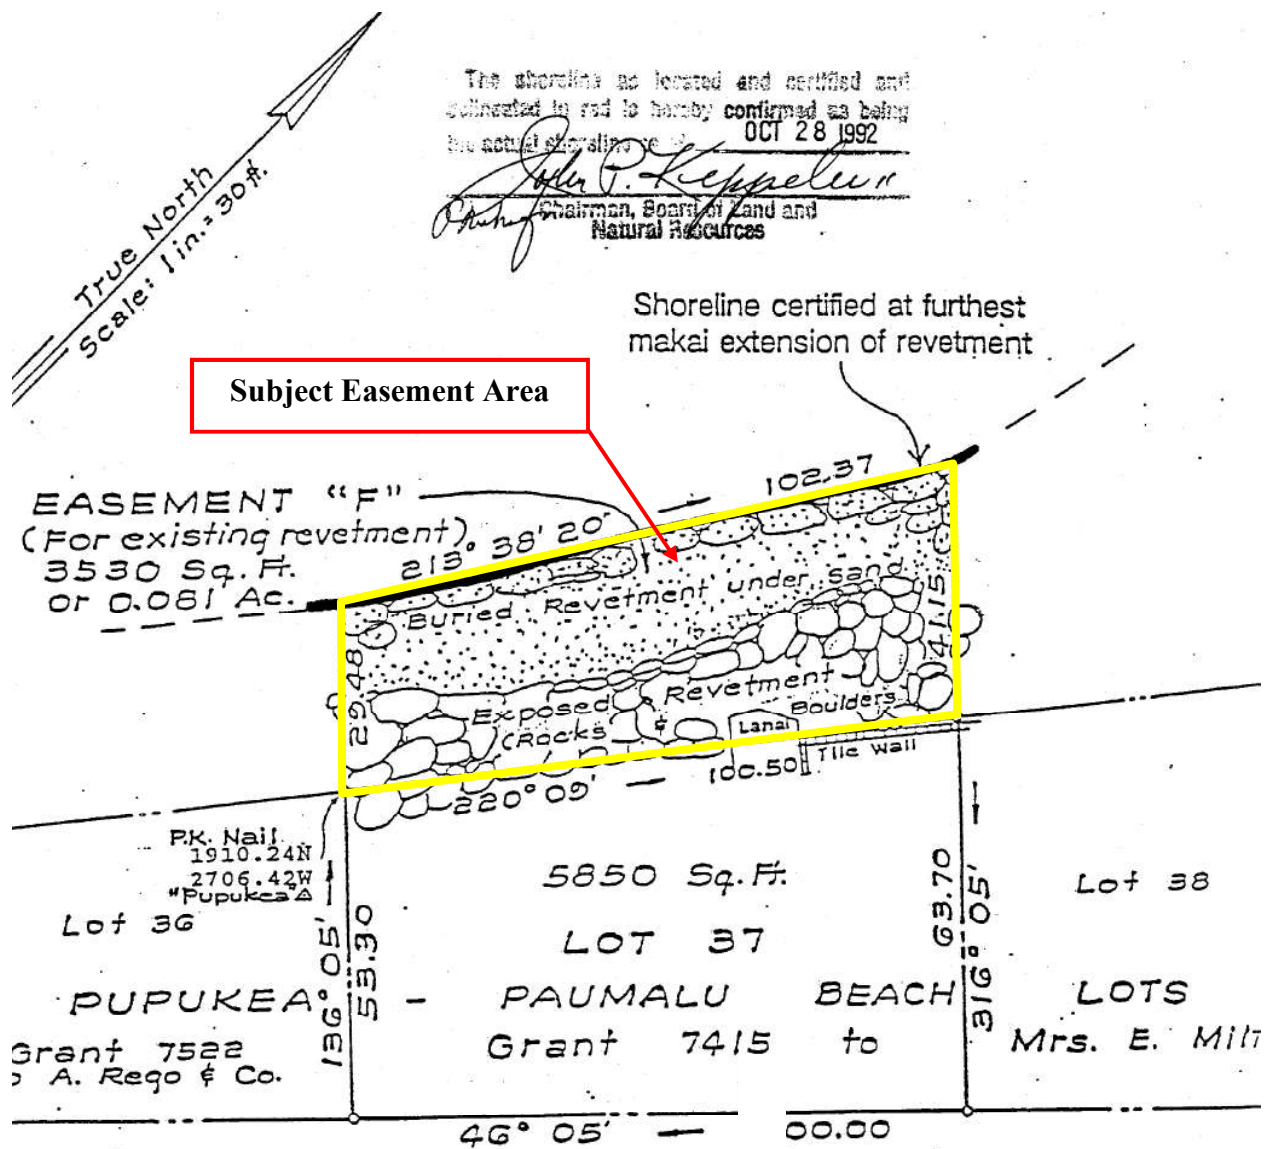 The shoreline as located and certified and
delineated in red is hereby confirmed as being
the actual shoreline
OCT 28 1992
Chairman, Board of Land and
Natural Resources
True North
Scale: 1 in. = 30 ft.
Shoreline certified at furthest
makai extension of revetment
Subject Easement Area
EASEMENT "F"
(For existing revetment)
3530 Sq. Ft.
or 0.081 Ac.
213° 38' 20"
102.37
Buried Revetment under sand
29.48
41.15
Exposed Revetment
(Rocks & Boulders
Lanai
Tile Wall
220° 09'
100.50
P.K. Nail
1910.24N
2706.42W
"Pupukea"△
Lot 36
5850 Sq. Ft.
LOT 37
Lot 38
136° 05'
53.30
63.70
316° 05'
PUPUKEA - PAUMALU BEACH LOTS
Grant 7522
A. Rego & Co.
Grant 7415 to Mrs. E.
46° 05'
00.00